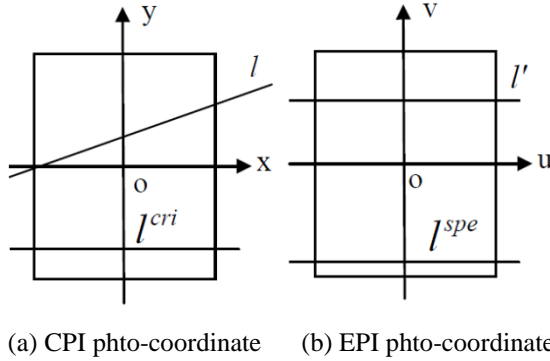 y
l
x
o
l^{cri}
(a) CPI phto-coordinate
v
l'
u
o
l^{spe}
(b) EPI phto-coordinate